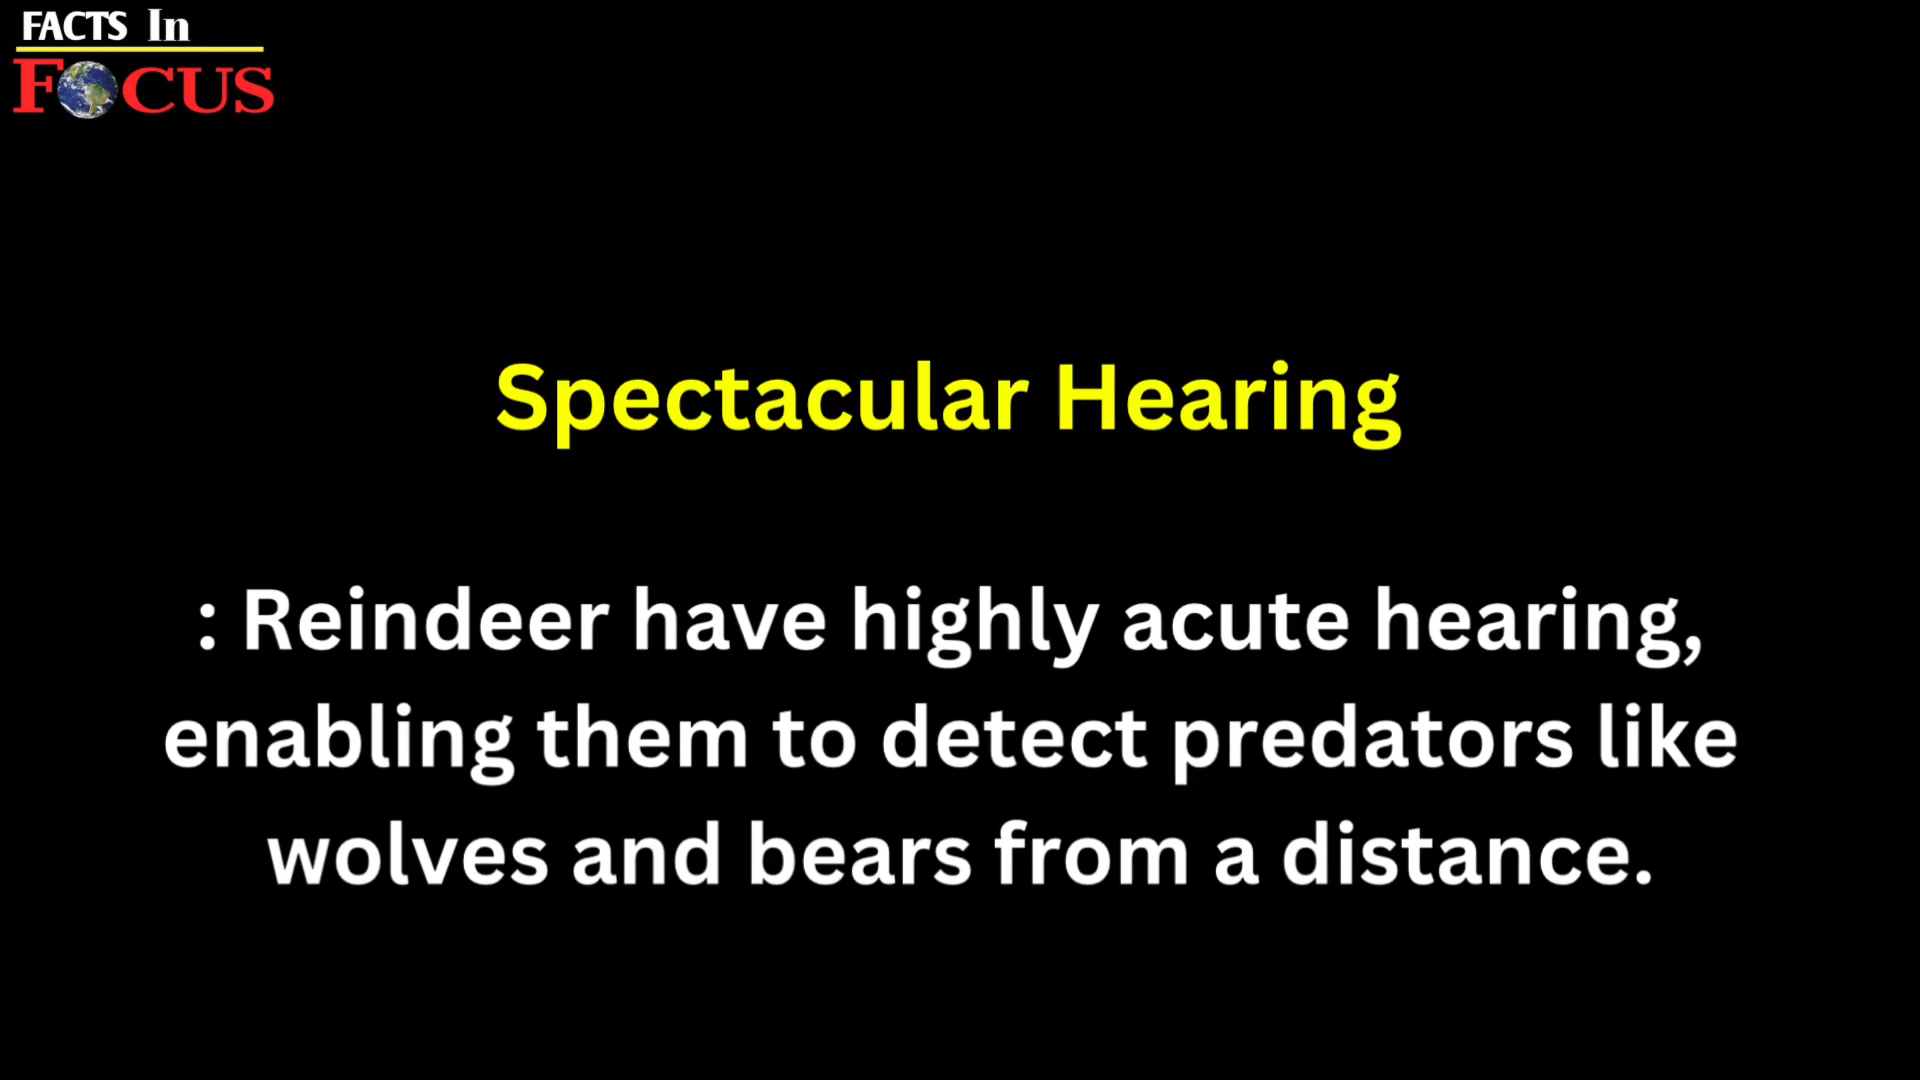 FACTS In
FOCUS
Spectacular Hearing
: Reindeer have highly acute hearing,
enabling them to detect predators like
wolves and bears from a distance.